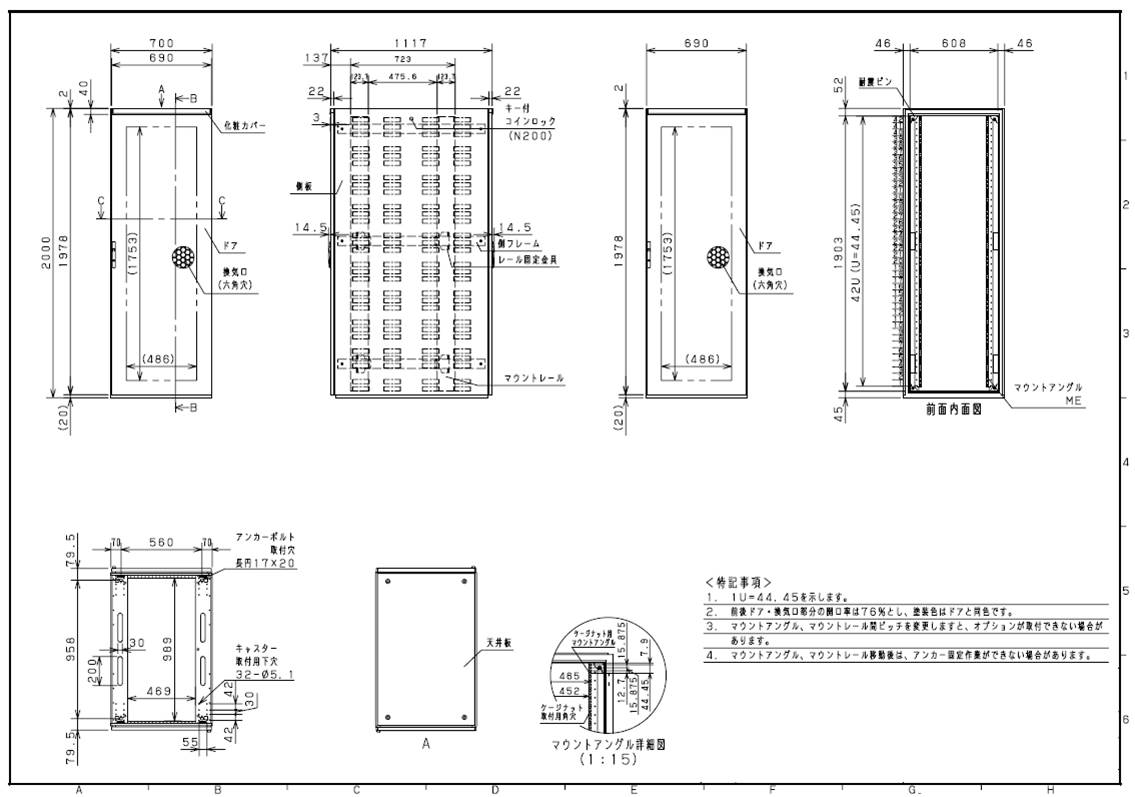 700
690
2
40
A
B
化粧カバー
C
C
2000
1978
(1753)
ドア
換気口
(六角穴)
(486)
(20)
B
1117
137
723
23.7
475.6
23.7
22
22
3
キー付
コインロック
(N200)
側板
14.5
14.5
側フレーム
レール固定金具
マウントレール
690
2
1978
(1753)
ドア
換気口
(六角穴)
(486)
(20)
46
608
46
耐震ピン
52
1903
42U(U=44.45)
45
マウントアングル
ME
前面内面図
79.5
70
560
70
アンカーボルト
取付穴
長円17×20
958
30
989
200
キャスター
取付用下穴
32-Ø5.1
469
42
30
42
55
79.5
天井板
A
ケージナット用
マウントアングル
15.875
7.9
465
452
12.7
15.875
44.45
ケージナット
取付用角穴
マウントアングル詳細図
(1:15)
<特記事項>
1. 1U=44.45を示します。
2. 前後ドア・換気口部分の開口率は76%とし、塗装色はドアと同色です。
3. マウントアングル、マウントレール間ピッチを変更しますと、オプションが取付できない場合が
あります。
4. マウントアングル、マウントレール移動後は、アンカー固定作業ができない場合があります。
1
2
3
4
5
6
A
B
C
D
E
F
G
H